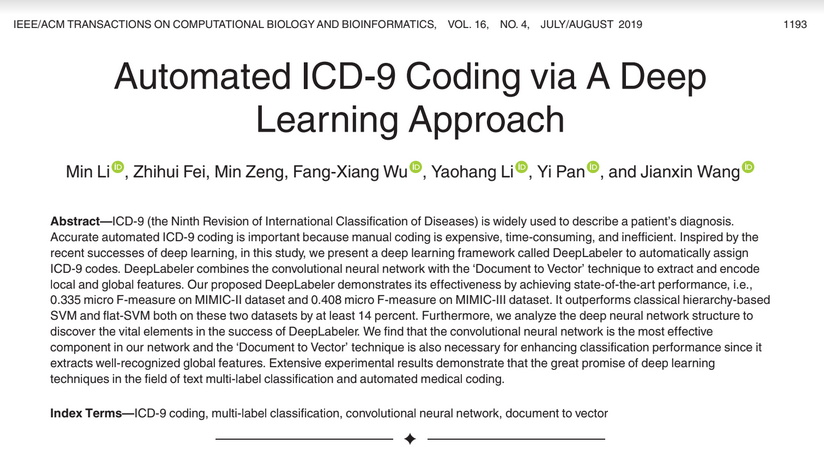 IEEE/ACM TRANSACTIONS ON COMPUTATIONAL BIOLOGY AND BIOINFORMATICS, VOL. 16, NO. 4, JULY/AUGUST 2019 1193
Automated ICD-9 Coding via A Deep
Learning Approach
Min Li, Zhihui Fei, Min Zeng, Fang-Xiang Wu, Yaohang Li, Yi Pan, and Jianxin Wang
Abstract—ICD-9 (the Ninth Revision of International Classification of Diseases) is widely used to describe a patient's diagnosis.
Accurate automated ICD-9 coding is important because manual coding is expensive, time-consuming, and inefficient. Inspired by the
recent successes of deep learning, in this study, we present a deep learning framework called DeepLabeler to automatically assign
ICD-9 codes. DeepLabeler combines the convolutional neural network with the 'Document to Vector' technique to extract and encode
local and global features. Our proposed DeepLabeler demonstrates its effectiveness by achieving state-of-the-art performance, i.e.,
0.335 micro F-measure on MIMIC-II dataset and 0.408 micro F-measure on MIMIC-III dataset. It outperforms classical hierarchy-based
SVM and flat-SVM both on these two datasets by at least 14 percent. Furthermore, we analyze the deep neural network structure to
discover the vital elements in the success of DeepLabeler. We find that the convolutional neural network is the most effective
component in our network and the 'Document to Vector' technique is also necessary for enhancing classification performance since it
extracts well-recognized global features. Extensive experimental results demonstrate that the great promise of deep learning
techniques in the field of text multi-label classification and automated medical coding.
Index Terms—ICD-9 coding, multi-label classification, convolutional neural network, document to vector